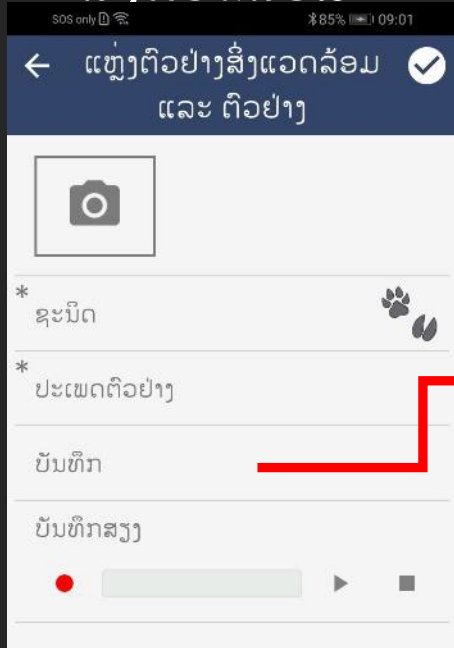 SOS only 85% 09:01
ແຫຼ່ງຕົວຢ່າງສິ່ງແວດລ້ອມ
ແລະ ຕົວຢ່າງ
* ຊະນິດ
* ປະເພດຕົວຢ່າງ
ບັນທຶກ
ບັນທຶກສຽງ